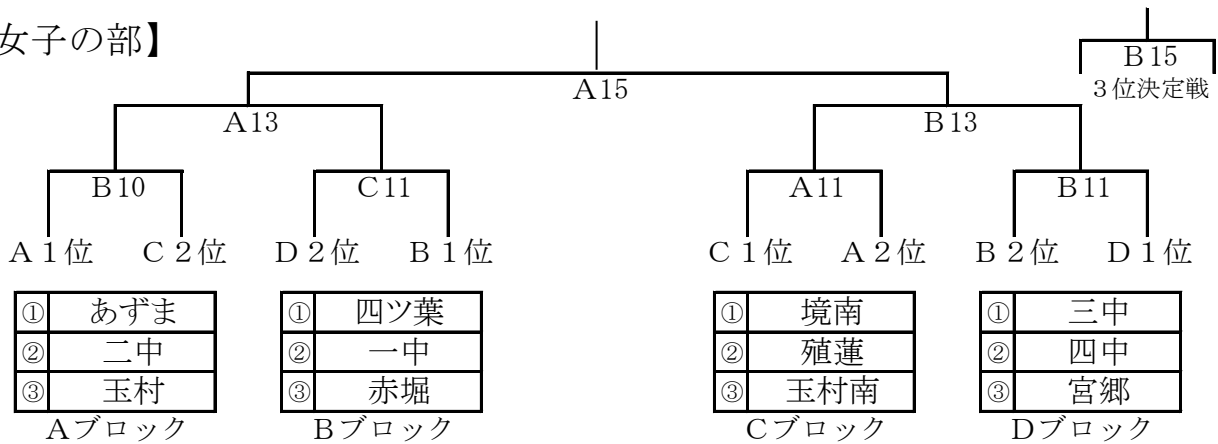 女子の部】
B15
3位決定戦
A15
A13
B13
B10
C11
A11
B11
A1位 C2位 D2位 B1位 C1位 A2位 B2位 D1位
① あずま
② 二中
③ 玉村
Aブロック
① 四ツ葉
② 一中
③ 赤堀
Bブロック
① 境南
② 殖蓮
③ 玉村南
Cブロック
① 三中
② 四中
③ 宮郷
Dブロック